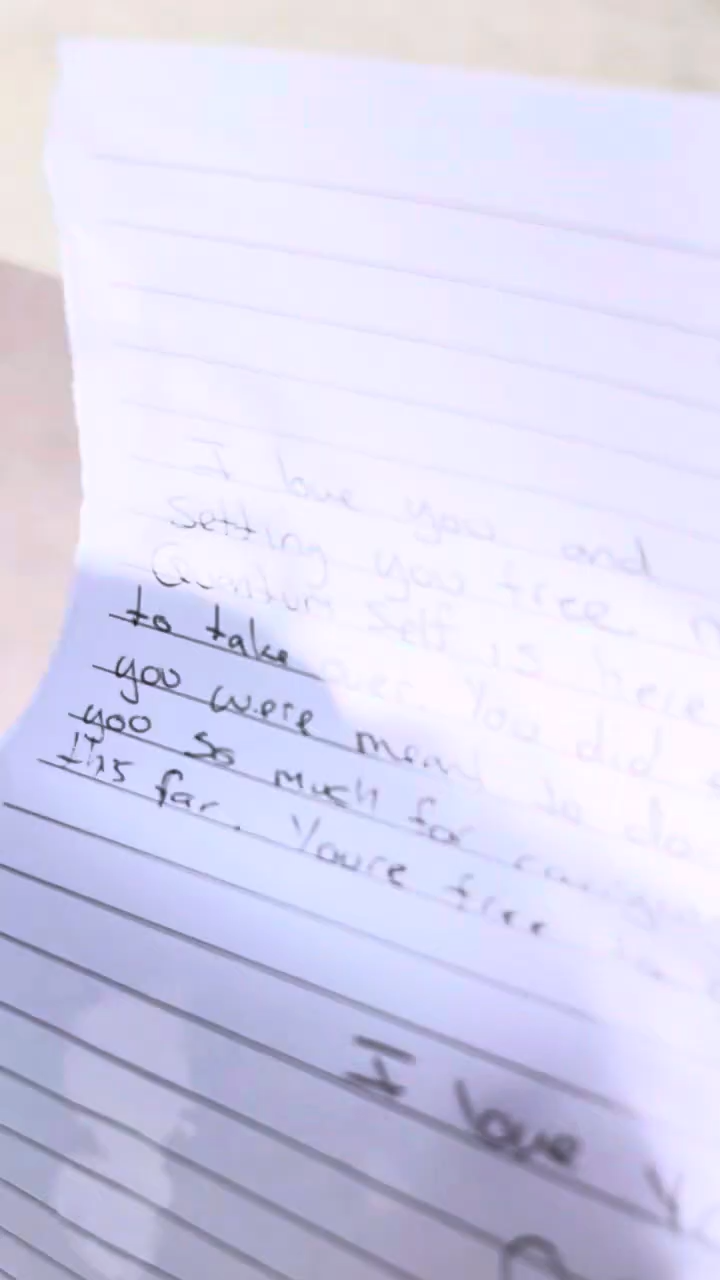 I love you and
Setting you free
Quantum Self is here
to take over You did
you were meant to do
you so much for
this far. Youre free
I love